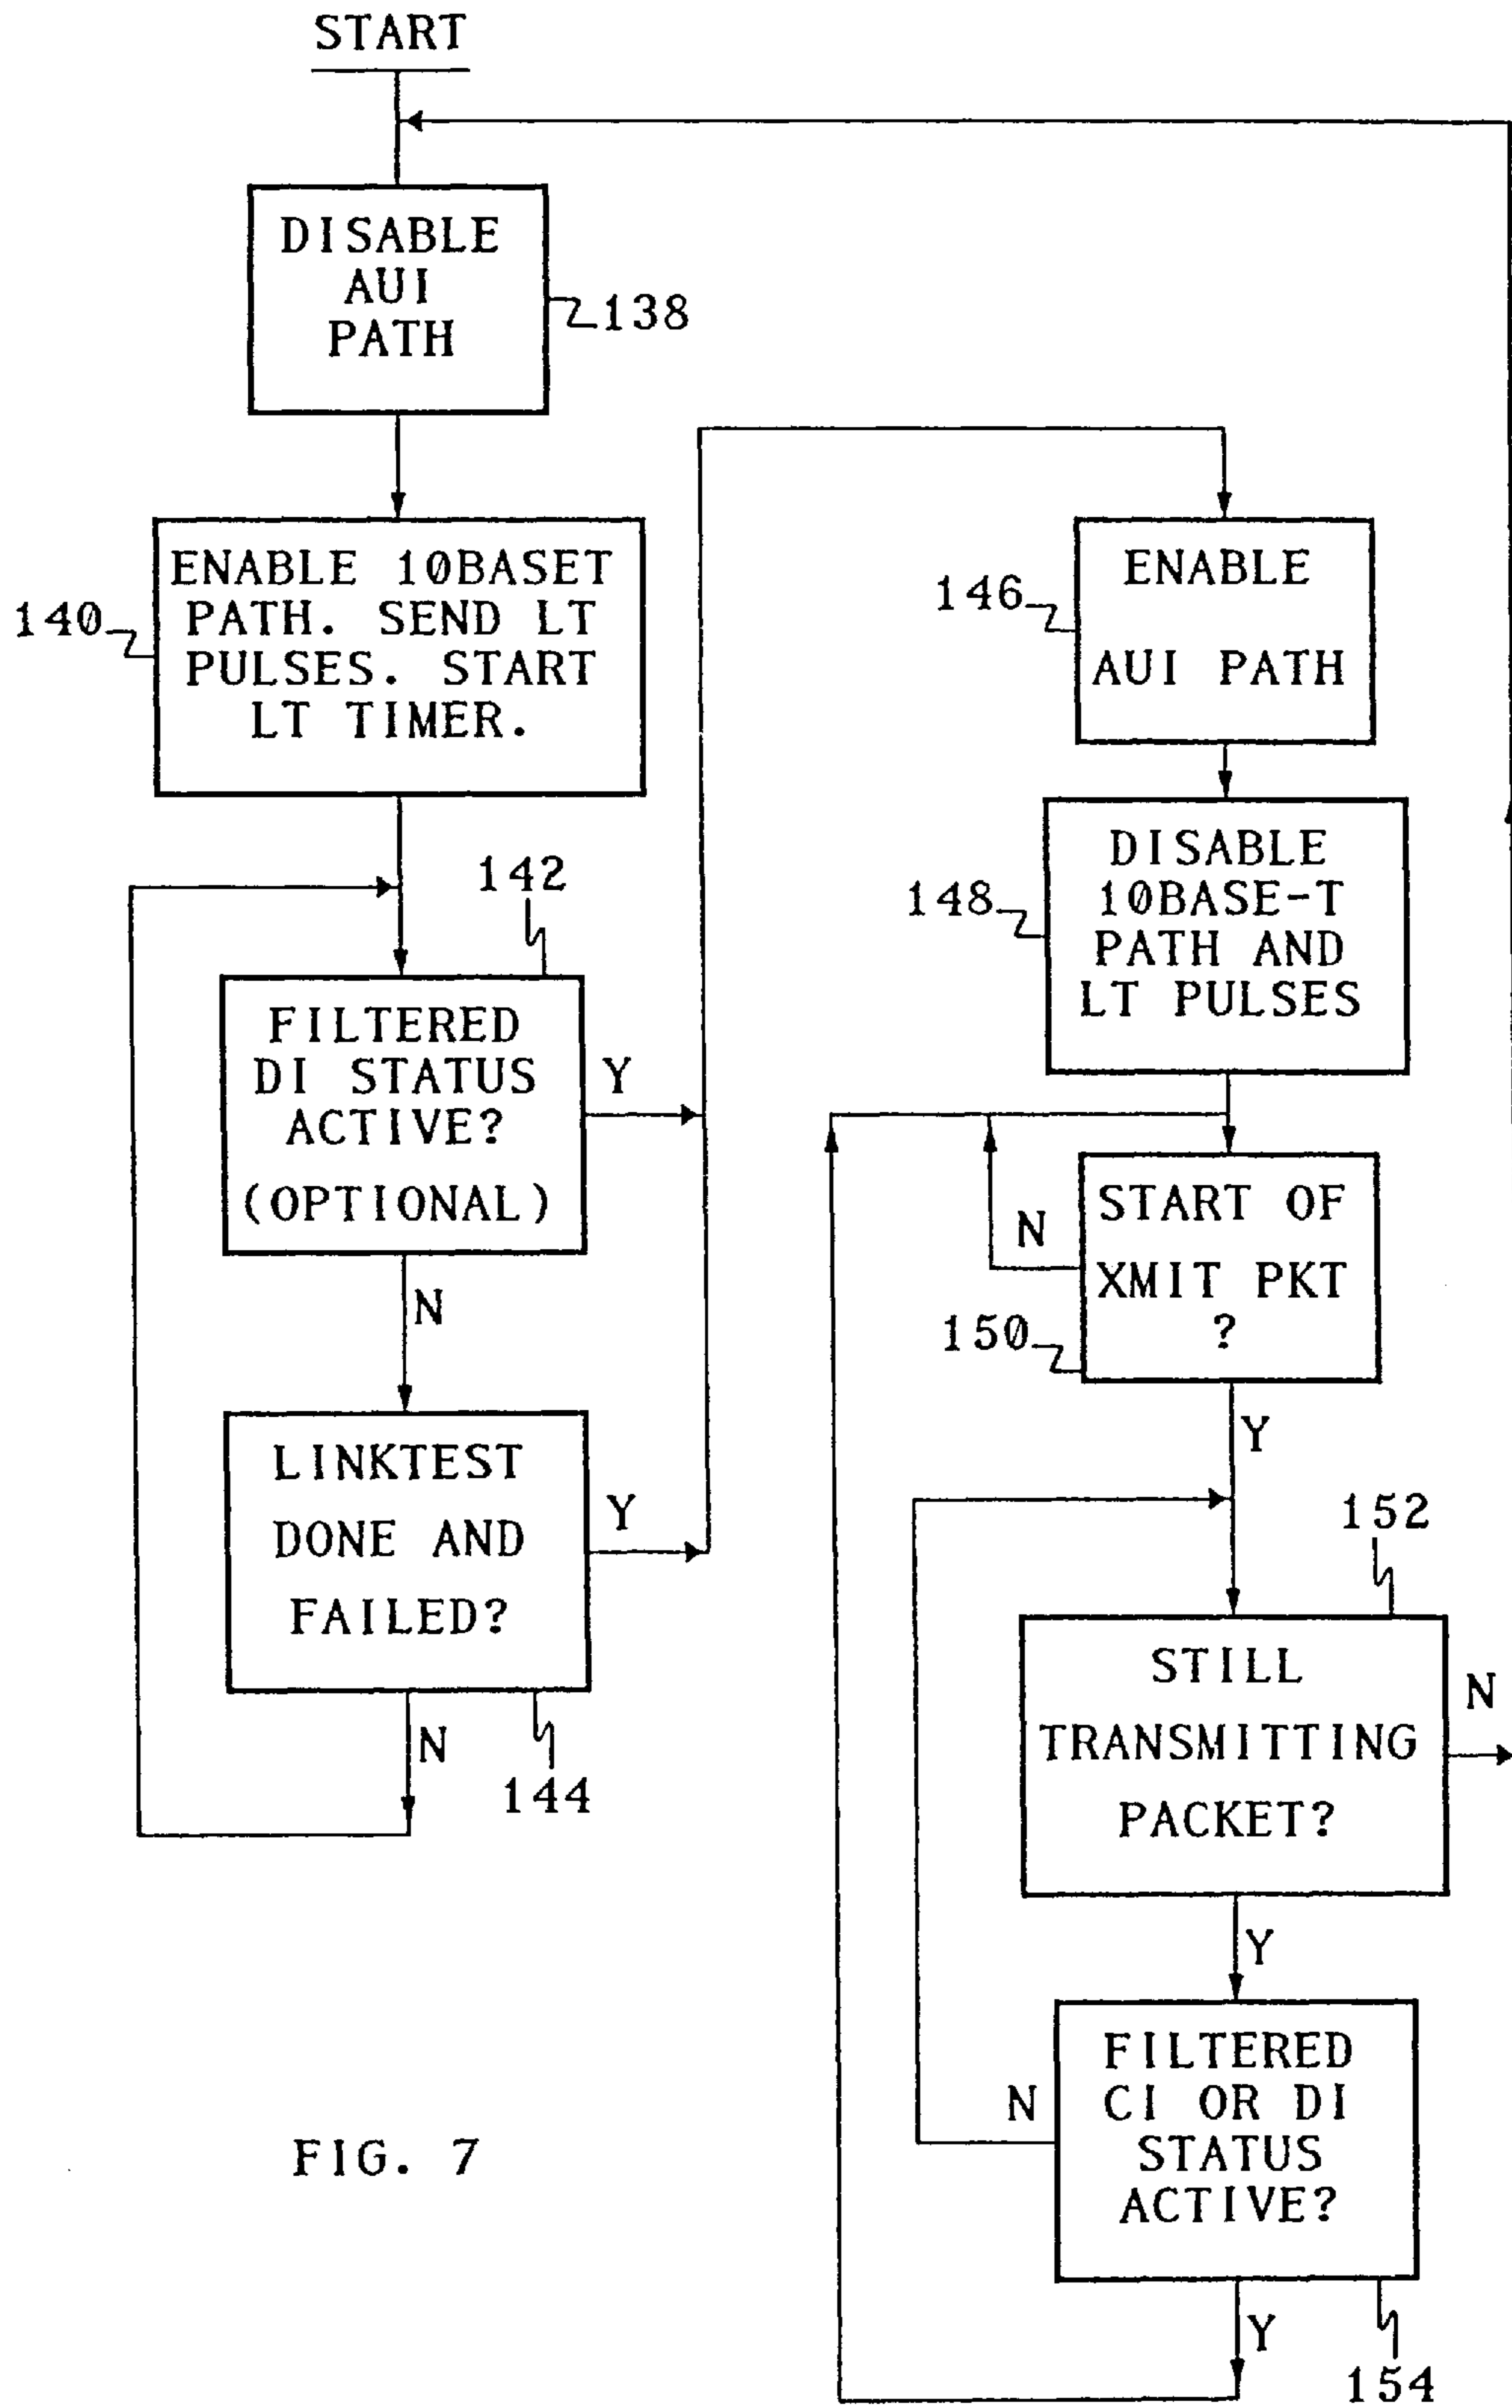 START
DISABLE
AUI
PATH
138
ENABLE 10BASET
PATH. SEND LT
PULSES. START
LT TIMER.
140
142
FILTERED
DI STATUS
ACTIVE?
(OPTIONAL)
Y
N
LINKTEST
DONE AND
FAILED?
Y
N
144
ENABLE
AUI PATH
146
DISABLE
10BASE-T
PATH AND
LT PULSES
148
START OF
XMIT PKT
?
N
150
Y
152
STILL
TRANSMITTING
PACKET?
N
Y
FILTERED
CI OR DI
STATUS
ACTIVE?
N
Y
154
FIG. 7